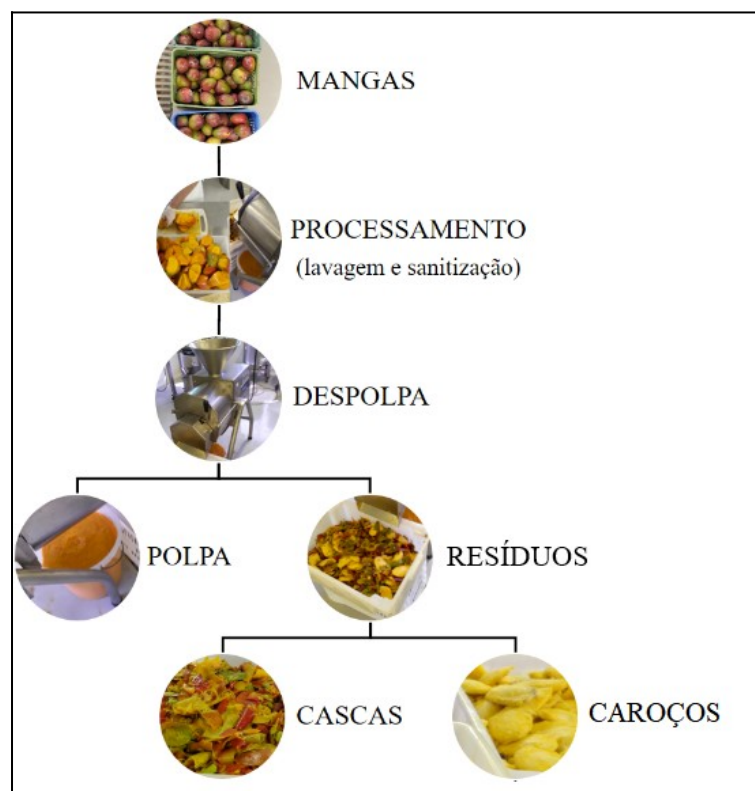 MANGAS
PROCESSAMENTO
(lavagem e sanitização)
DESPOLPA
POLPA
RESÍDUOS
CASCAS
CAROÇOS